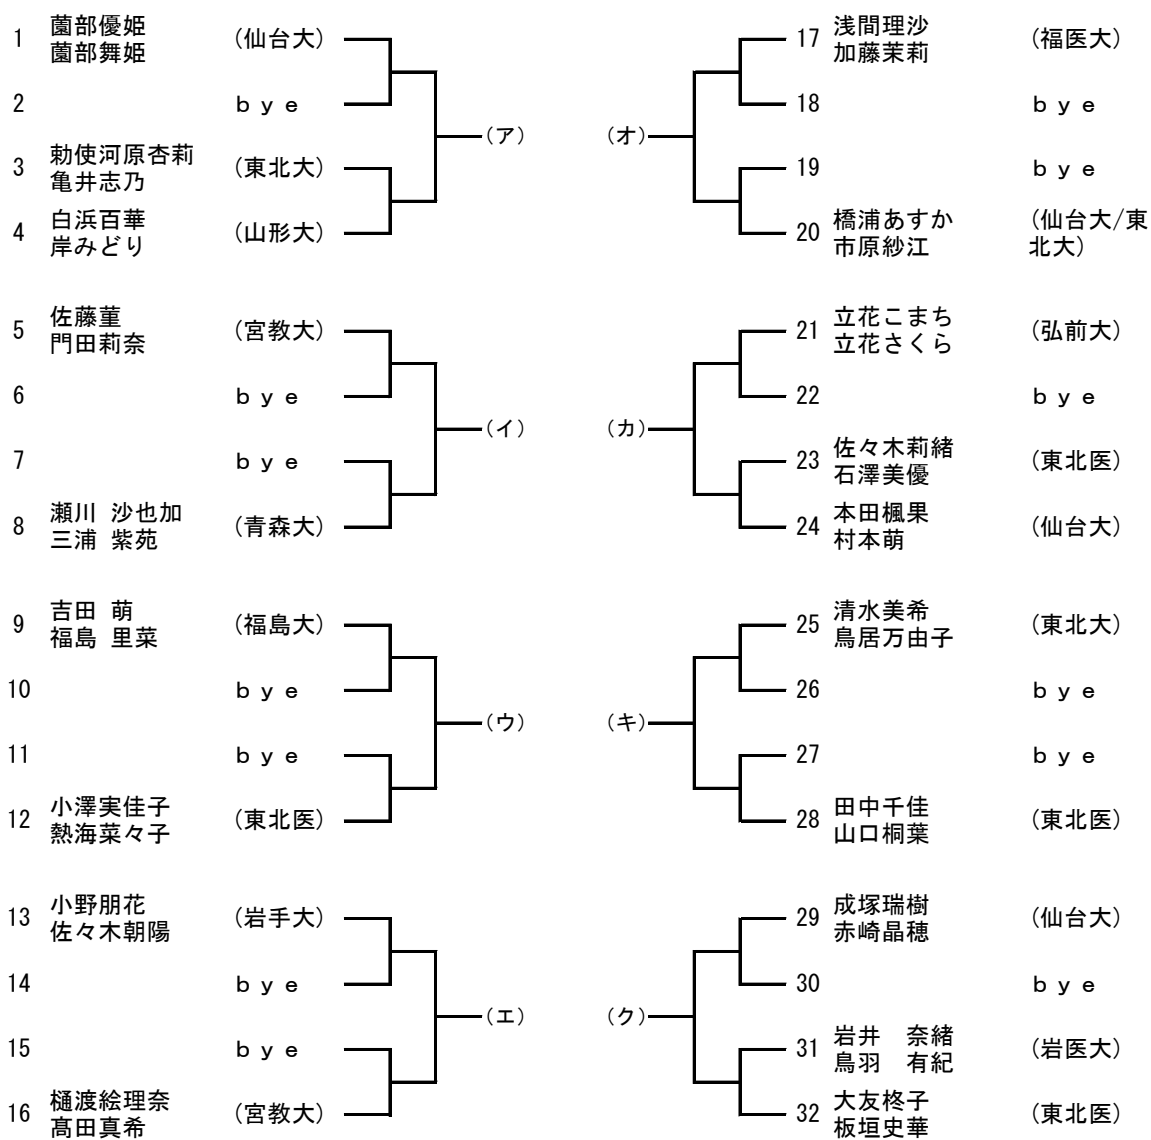 1 薗部優姫 (仙台大)
薗部舞姫
2 ｂｙｅ
(ア)
3 勅使河原杏莉 (東北大)
亀井志乃
4 白浜百華 (山形大)
岸みどり
5 佐藤菫 (宮教大)
門田莉奈
6 ｂｙｅ
(イ)
7 ｂｙｅ
8 瀬川 沙也加 (青森大)
三浦 紫苑
9 吉田 萌 (福島大)
福島 里菜
10 ｂｙｅ
(ウ)
11 ｂｙｅ
12 小澤実佳子 (東北医)
熱海菜々子
13 小野朋花 (岩手大)
佐々木朝陽
14 ｂｙｅ
(エ)
15 ｂｙｅ
16 樋渡絵理奈 (宮教大)
髙田真希
17 浅間理沙 (福医大)
加藤茉莉
18 ｂｙｅ
(オ)
19 ｂｙｅ
20 橋浦あすか (仙台大/東
市原紗江 北大)
21 立花こまち (弘前大)
立花さくら
22 ｂｙｅ
(カ)
23 佐々木莉緒 (東北医)
石澤美優
24 本田楓果 (仙台大)
村本萌
25 清水美希 (東北大)
鳥居万由子
26 ｂｙｅ
(キ)
27 ｂｙｅ
28 田中千佳 (東北医)
山口桐葉
29 成塚瑞樹 (仙台大)
赤崎晶穂
30 ｂｙｅ
(ク)
31 岩井　奈緒 (岩医大)
鳥羽　有紀
32 大友柊子 (東北医)
板垣史華